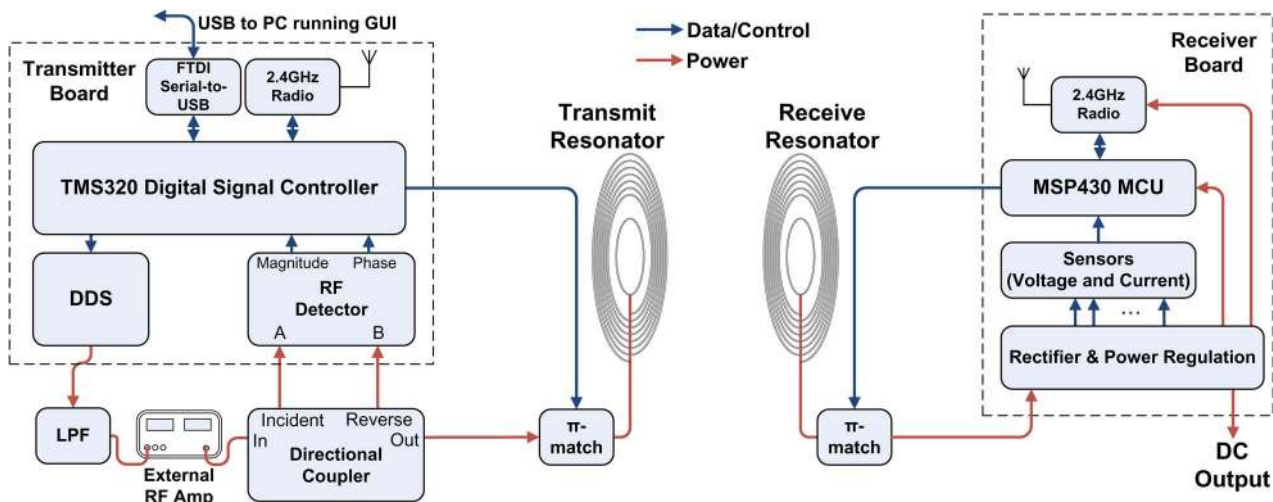 USB to PC running GUI
Transmitter
Board
FTDI
Serial-to-
USB
2.4GHz
Radio
TMS320 Digital Signal Controller
DDS
Magnitude
Phase
RF
Detector
A
B
LPF
External
RF Amp
Incident
Reverse
In
Out
Directional
Coupler
Data/Control
Power
Transmit
Resonator
π-
match
Receive
Resonator
π-
match
Receiver
Board
2.4GHz
Radio
MSP430 MCU
Sensors
(Voltage and Current)
...
Rectifier & Power Regulation
DC
Output